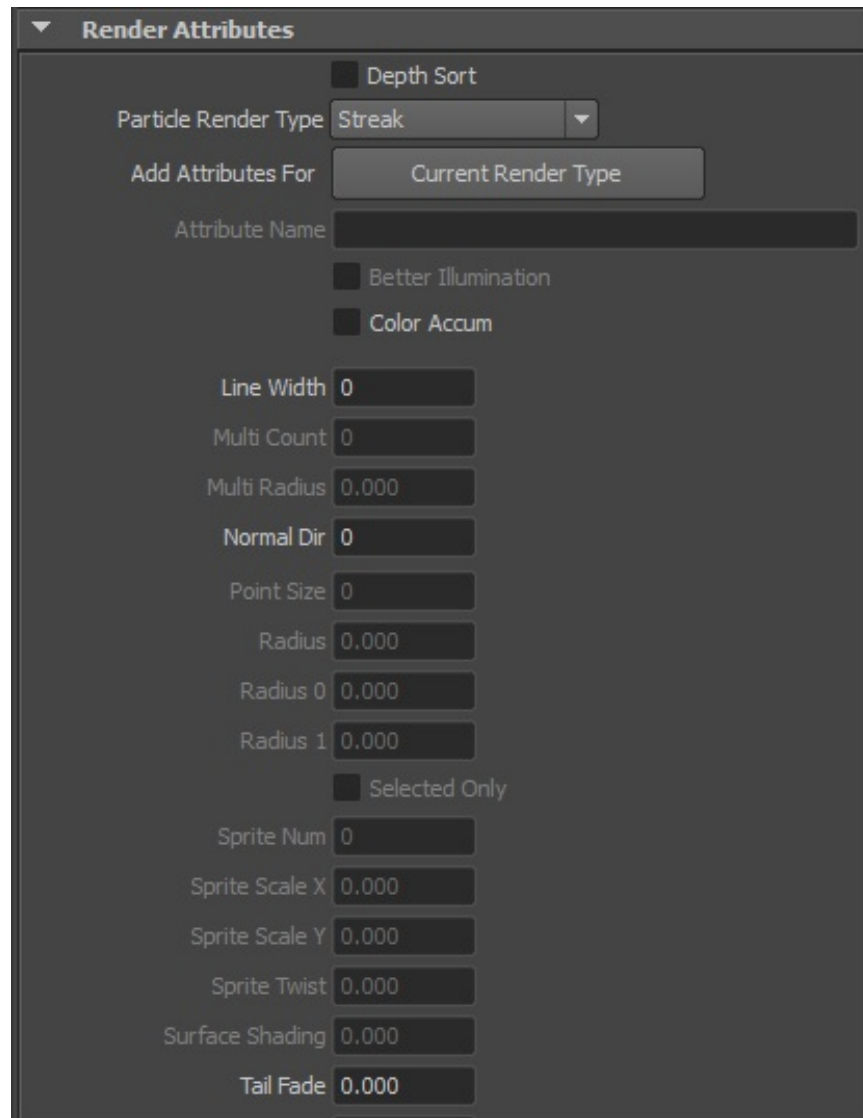 Render Attributes
Depth Sort
Particle Render Type Streak
Add Attributes For Current Render Type
Attribute Name
Better Illumination
Color Accum
Line Width 0
Multi Count 0
Multi Radius 0.000
Normal Dir 0
Point Size 0
Radius 0.000
Radius 0 0.000
Radius 1 0.000
Selected Only
Sprite Num 0
Sprite Scale X 0.000
Sprite Scale Y 0.000
Sprite Twist 0.000
Surface Shading 0.000
Tail Fade 0.000